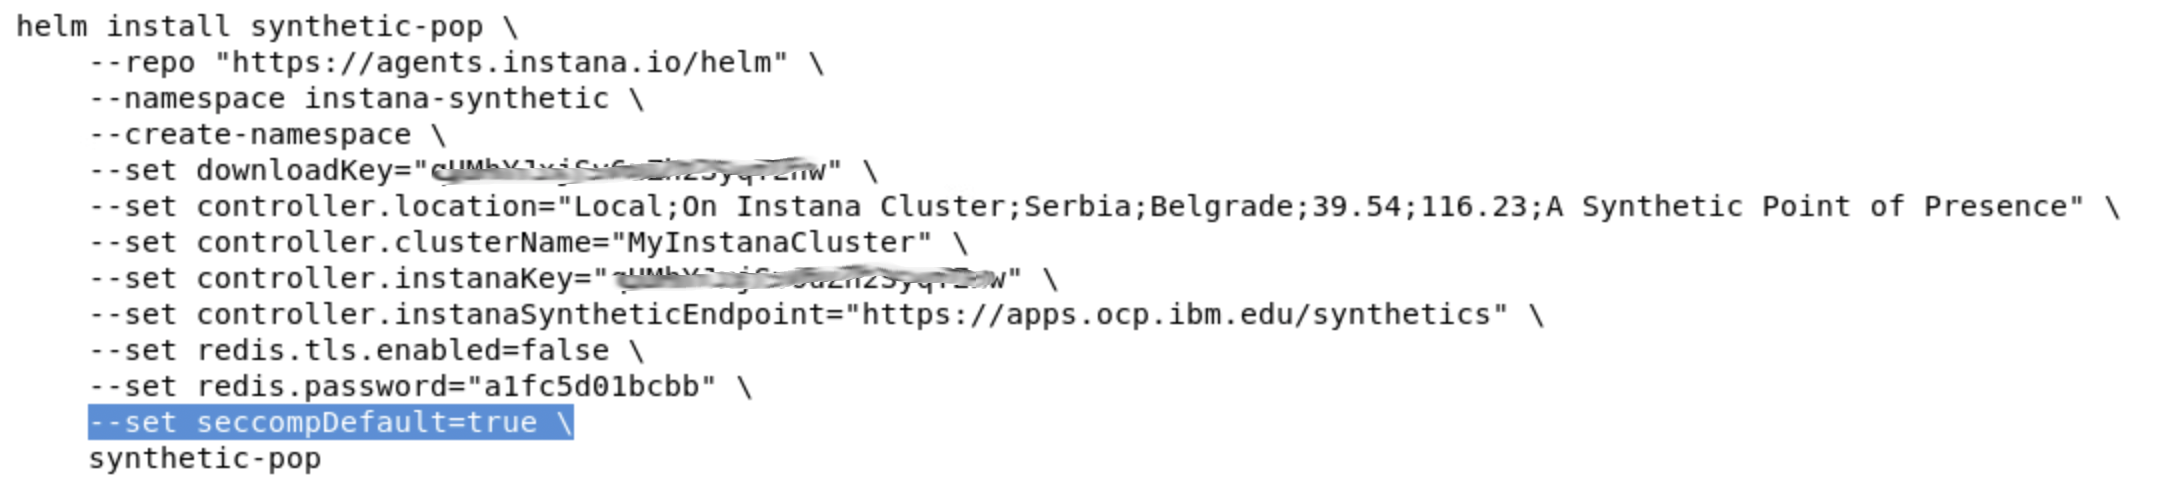 helm install synthetic-pop \
--repo "https://agents.instana.io/helm" \
--namespace instana-synthetic \
--create-namespace \
--set downloadKey=" " \
--set controller.location="Local;On Instana Cluster;Serbia;Belgrade;39.54;116.23;A Synthetic Point of Presence" \
--set controller.clusterName="MyInstanaCluster" \
--set controller.instanaKey=" " \
--set controller.instanaSyntheticEndpoint="https://apps.ocp.ibm.edu/synthetics" \
--set redis.tls.enabled=false \
--set redis.password="a1fc5d01bcbb" \
--set seccompDefault=true \
synthetic-pop